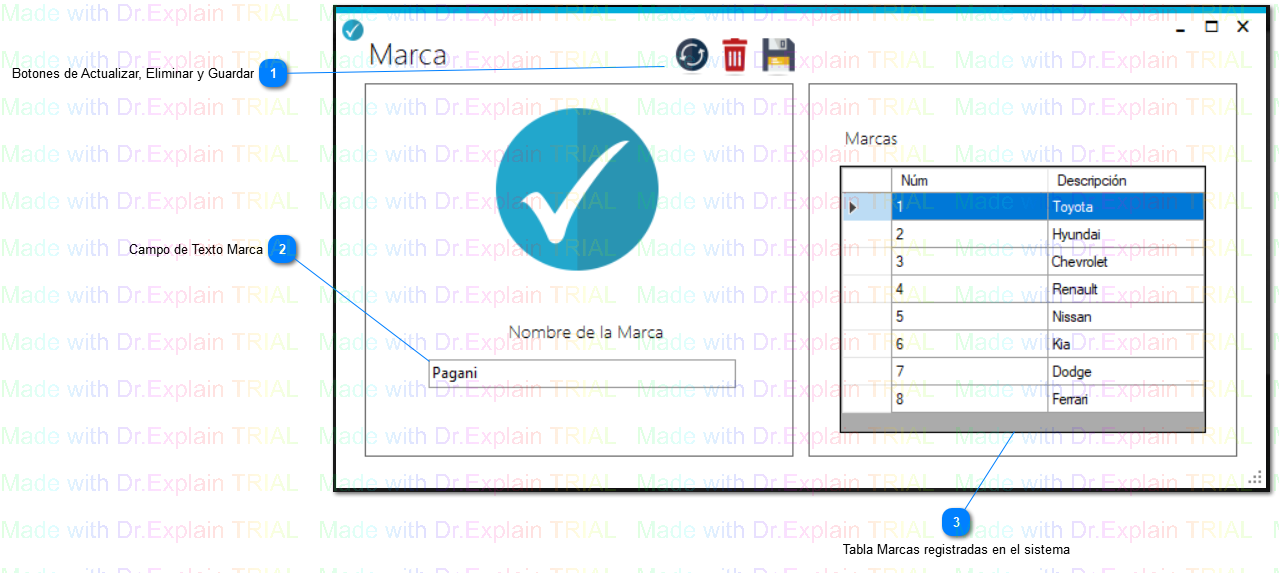 Marca
Botones de Actualizar, Eliminar y Guardar 1
Marcas
Núm Descripción
1 Toyota
2 Hyundai
3 Chevrolet
4 Renault
5 Nissan
6 Kia
7 Dodge
8 Ferrari
Campo de Texto Marca 2
Nombre de la Marca
Pagani
3
Tabla Marcas registradas en el sistema
Made with Dr.Explain TRIAL